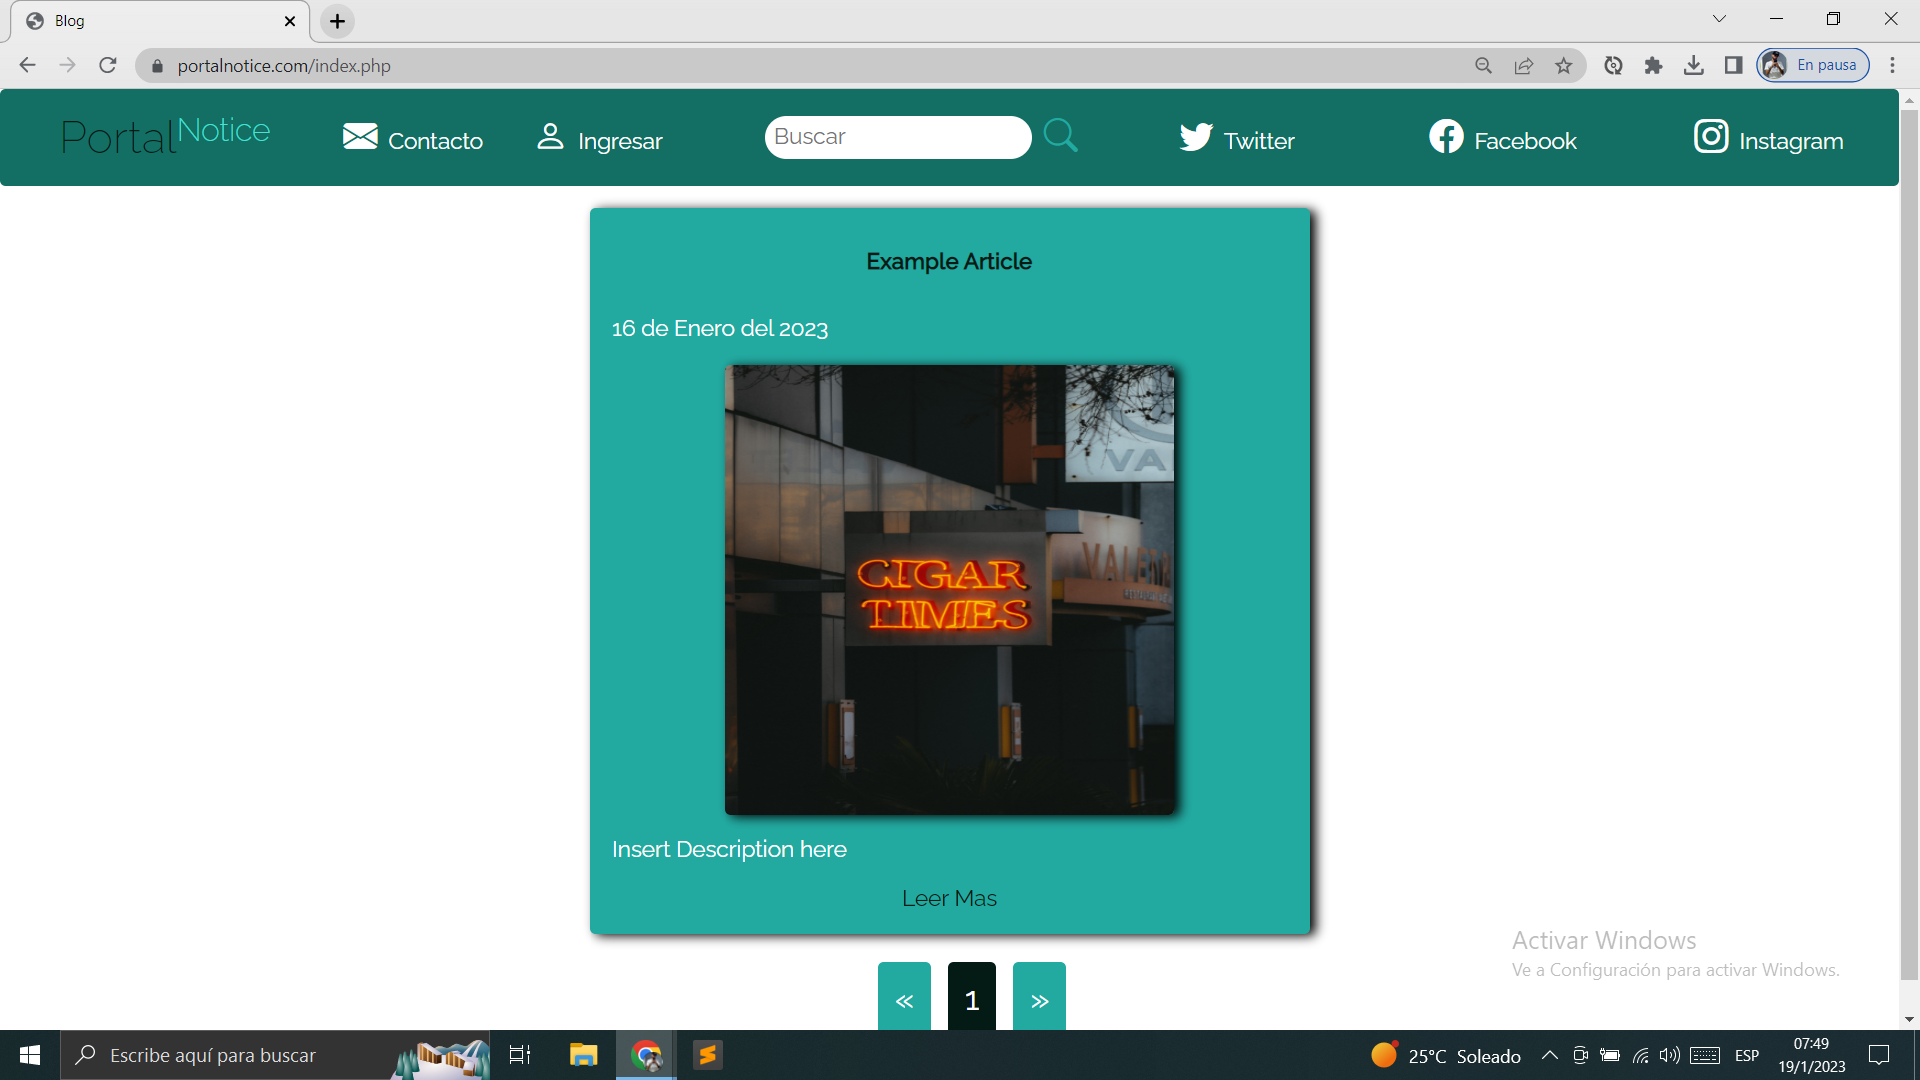 Blog
portalnotice.com/index.php
En pausa
PortalNotice
Contacto
Ingresar
Buscar
Twitter
Facebook
Instagram
Example Article
16 de Enero del 2023
VA
CIGAR
TIMES
Insert Description here
Leer Mas
« 1 »
Activar Windows
Ve a Configuración para activar Windows.
Escribe aquí para buscar
25°C Soleado
ESP
07:49
19/1/2023